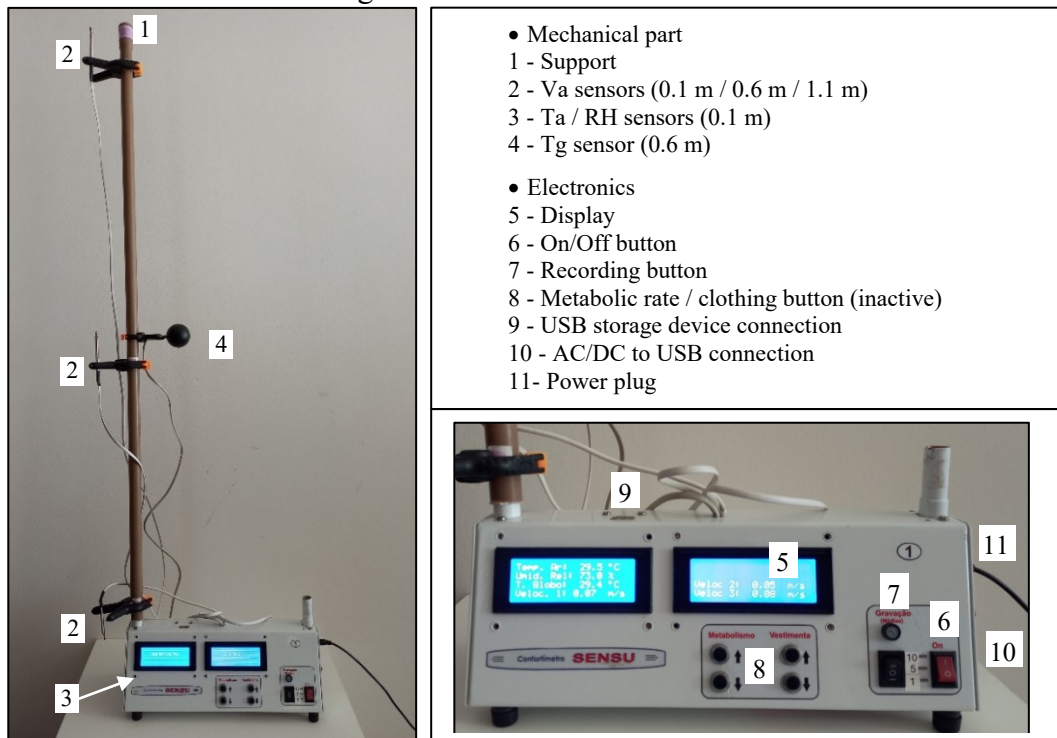 1
2
4
2
2
3
• Mechanical part
1 - Support
2 - Va sensors (0.1 m / 0.6 m / 1.1 m)
3 - Ta / RH sensors (0.1 m)
4 - Tg sensor (0.6 m)
• Electronics
5 - Display
6 - On/Off button
7 - Recording button
8 - Metabolic rate / clothing button (inactive)
9 - USB storage device connection
10 - AC/DC to USB connection
11- Power plug
9
5
11
1
Temp. Ar: 29.5 °C
Umid. Rel: 73.0 %
T. Globo: 29.4 °C
Veloc. 1: 0.07 m/s
Veloc 2: 0.05 m/s
Veloc 3: 0.08 m/s
7
Gravação
6
On
10
Metabolismo Vestimenta
8
10
5
1
Confortímetro SENSU